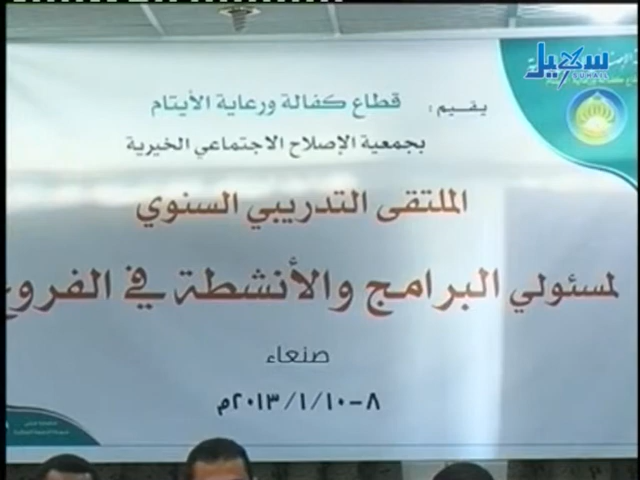 سهيل
SUHAIL
يقيم : قطاع كفالة ورعاية الأيتام
بجمعية الإصلاح الاجتماعي الخيرية
الملتقى التدريبي السنوي
لمسئولي البرامج والأنشطة في الفروع
صنعاء
٨-١٠/١/٢٠١٣م